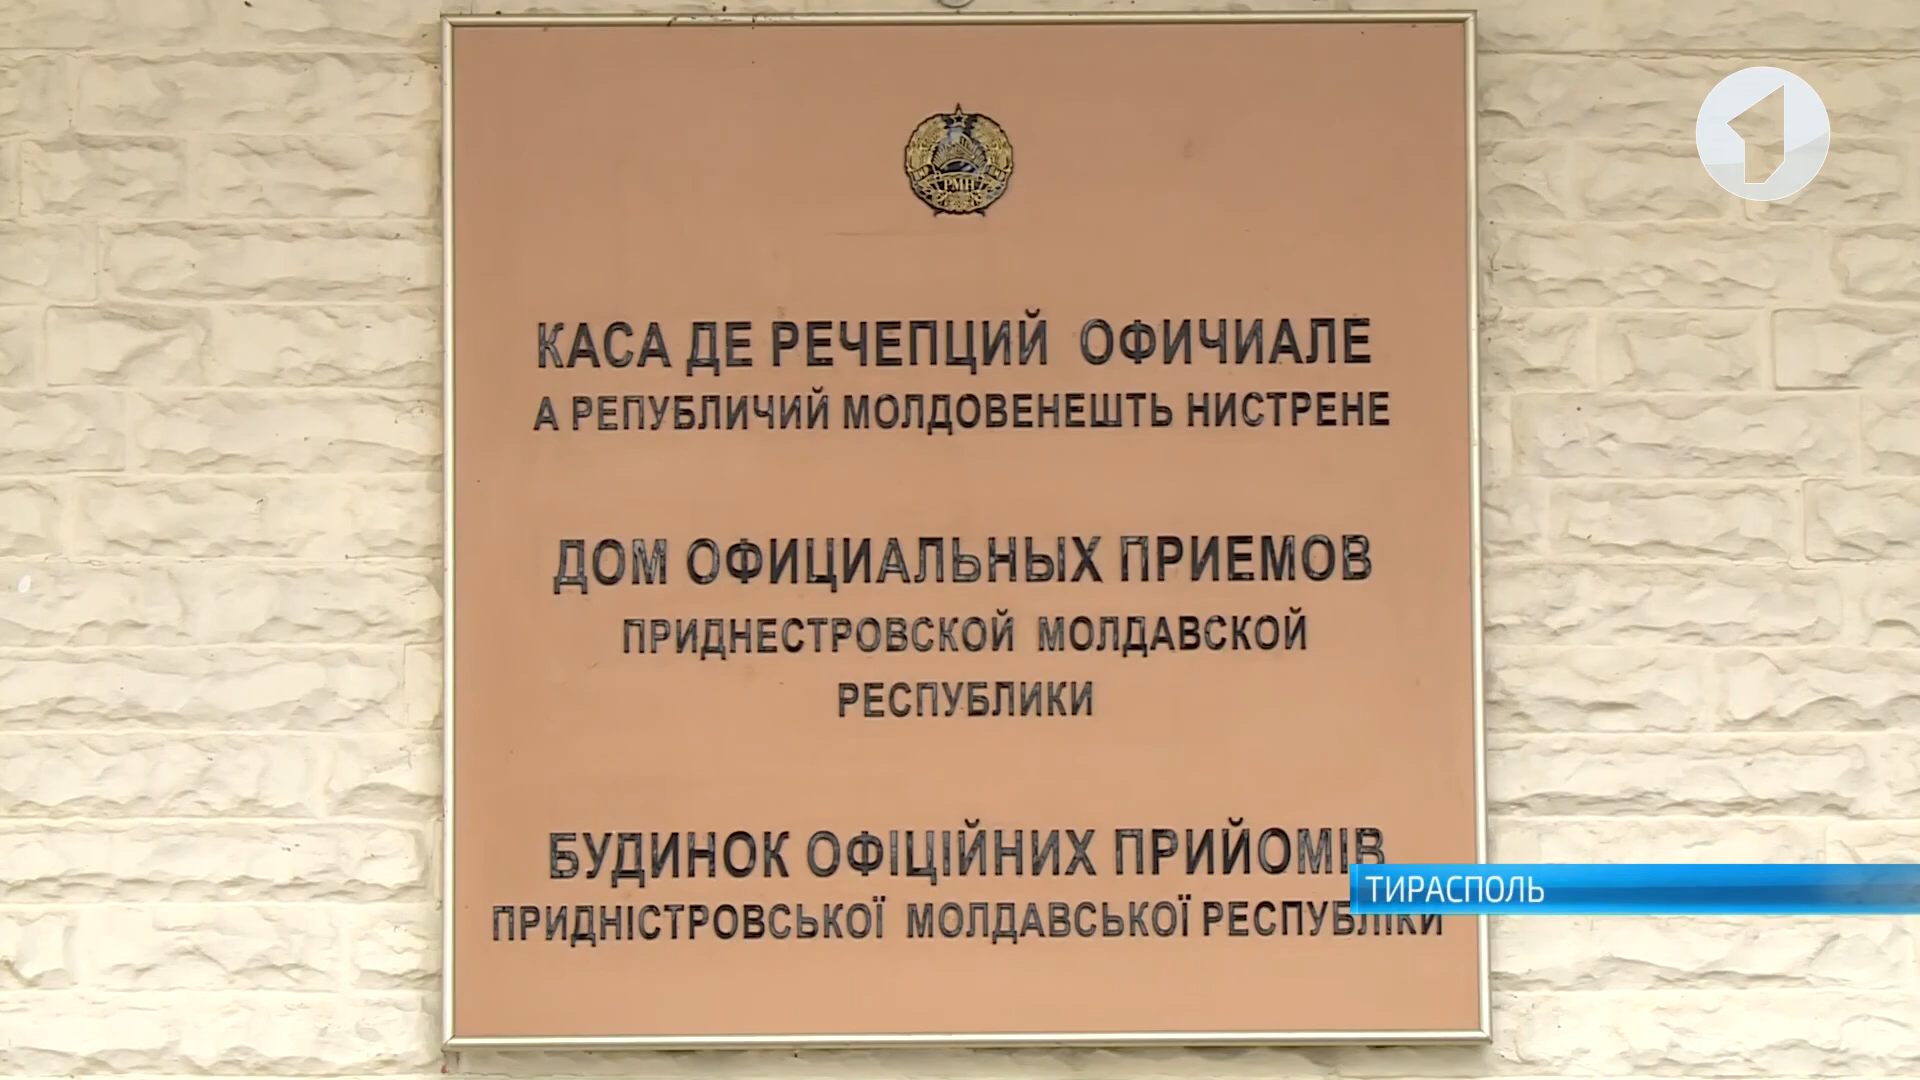 РМН
КАСА ДЕ РЕЧЕПЦИЙ ОФИЧИАЛЕ
А РЕПУБЛИЧИЙ МОЛДОВЕНЕШТЬ НИСТРЕНЕ
ДОМ ОФИЦИАЛЬНЫХ ПРИЕМОВ
ПРИДНЕСТРОВСКОЙ МОЛДАВСКОЙ
РЕСПУБЛИКИ
БУДИНОК ОФІЦІЙНИХ ПРИЙОМІВ
ПРИДНІСТРОВСЬКОЇ МОЛДАВСЬКОЇ РЕСПУБЛІКИ
ТИРАСПОЛЬ